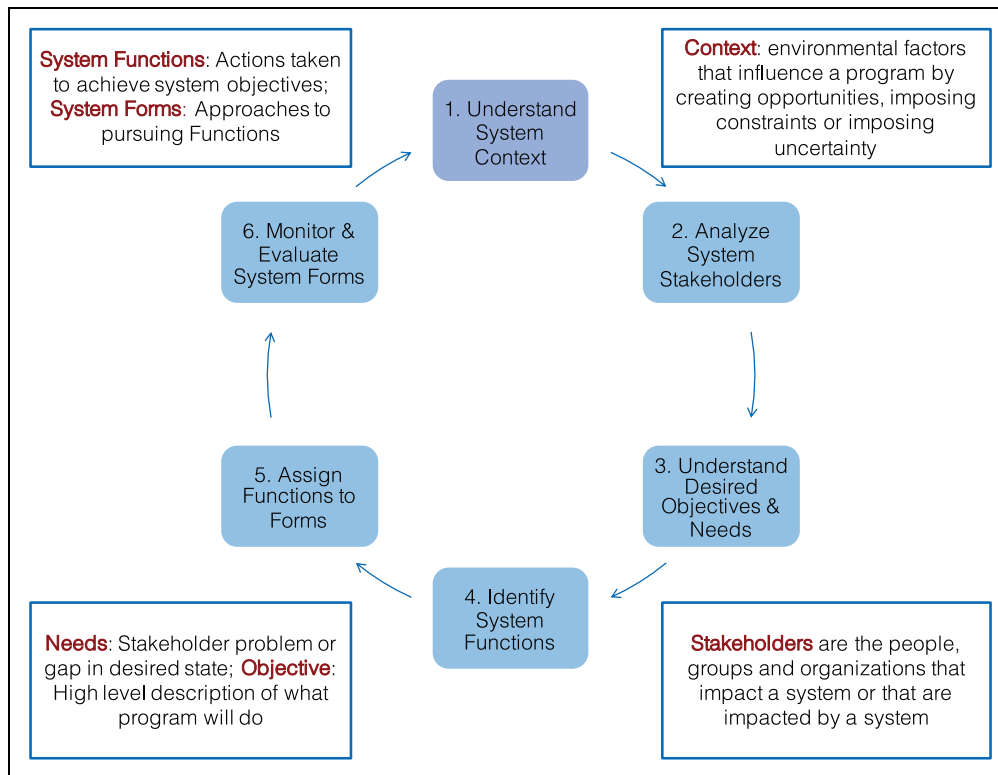 System Functions: Actions taken
to achieve system objectives;
System Forms: Approaches to
pursuing Functions
Context: environmental factors
that influence a program by
creating opportunities, imposing
constraints or imposing
uncertainty
1. Understand
System
Context
2. Analyze
System
Stakeholders
3. Understand
Desired
Objectives &
Needs
4. Identify
System
Functions
5. Assign
Functions to
Forms
6. Monitor &
Evaluate
System Forms
Needs: Stakeholder problem or
gap in desired state; Objective:
High level description of what
program will do
Stakeholders are the people,
groups and organizations that
impact a system or that are
impacted by a system